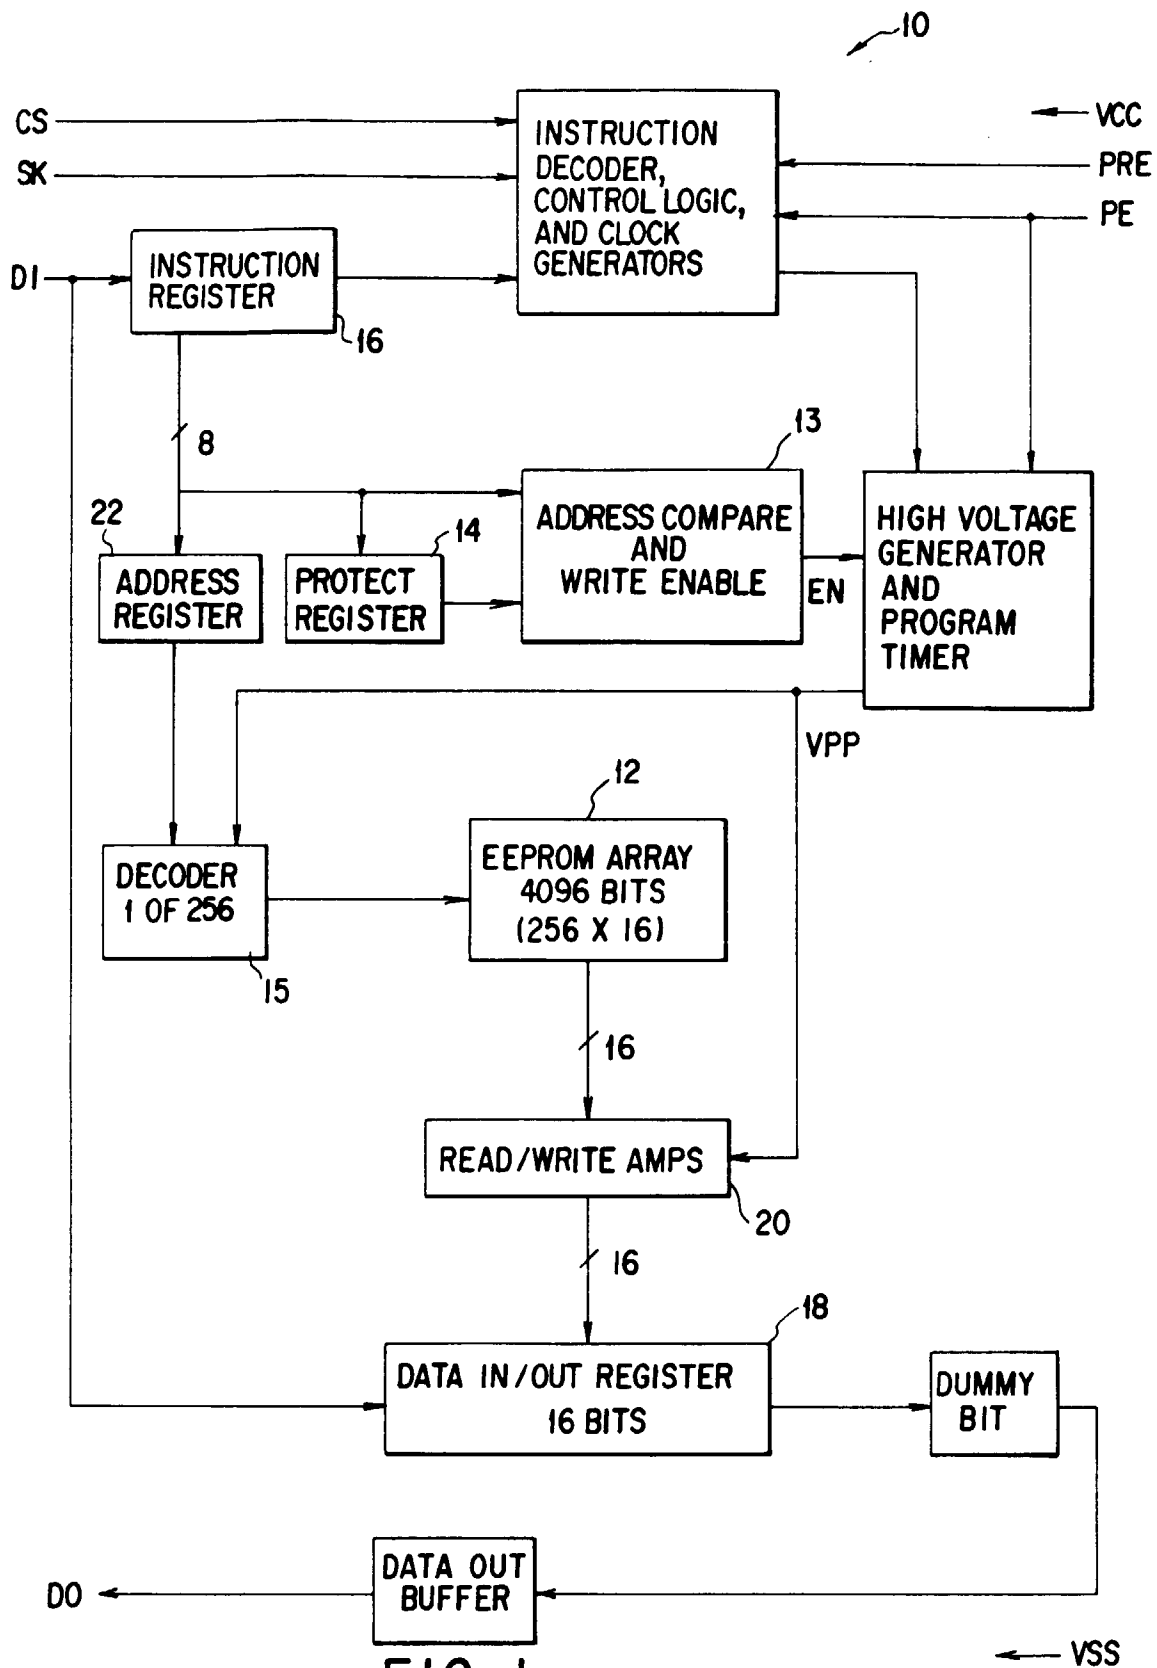 10
CS
SK
DI
INSTRUCTION
DECODER,
CONTROL LOGIC,
AND CLOCK
GENERATORS
VCC
PRE
PE
INSTRUCTION
REGISTER
16
8
13
22
ADDRESS
REGISTER
14
PROTECT
REGISTER
ADDRESS COMPARE
AND
WRITE ENABLE
EN
HIGH VOLTAGE
GENERATOR
AND
PROGRAM
TIMER
VPP
12
DECODER
1 OF 256
15
EEPROM ARRAY
4096 BITS
(256 X 16)
16
READ/WRITE AMPS
20
16
18
DATA IN/OUT REGISTER
16 BITS
DUMMY
BIT
DO
DATA OUT
BUFFER
VSS
FIG. 1